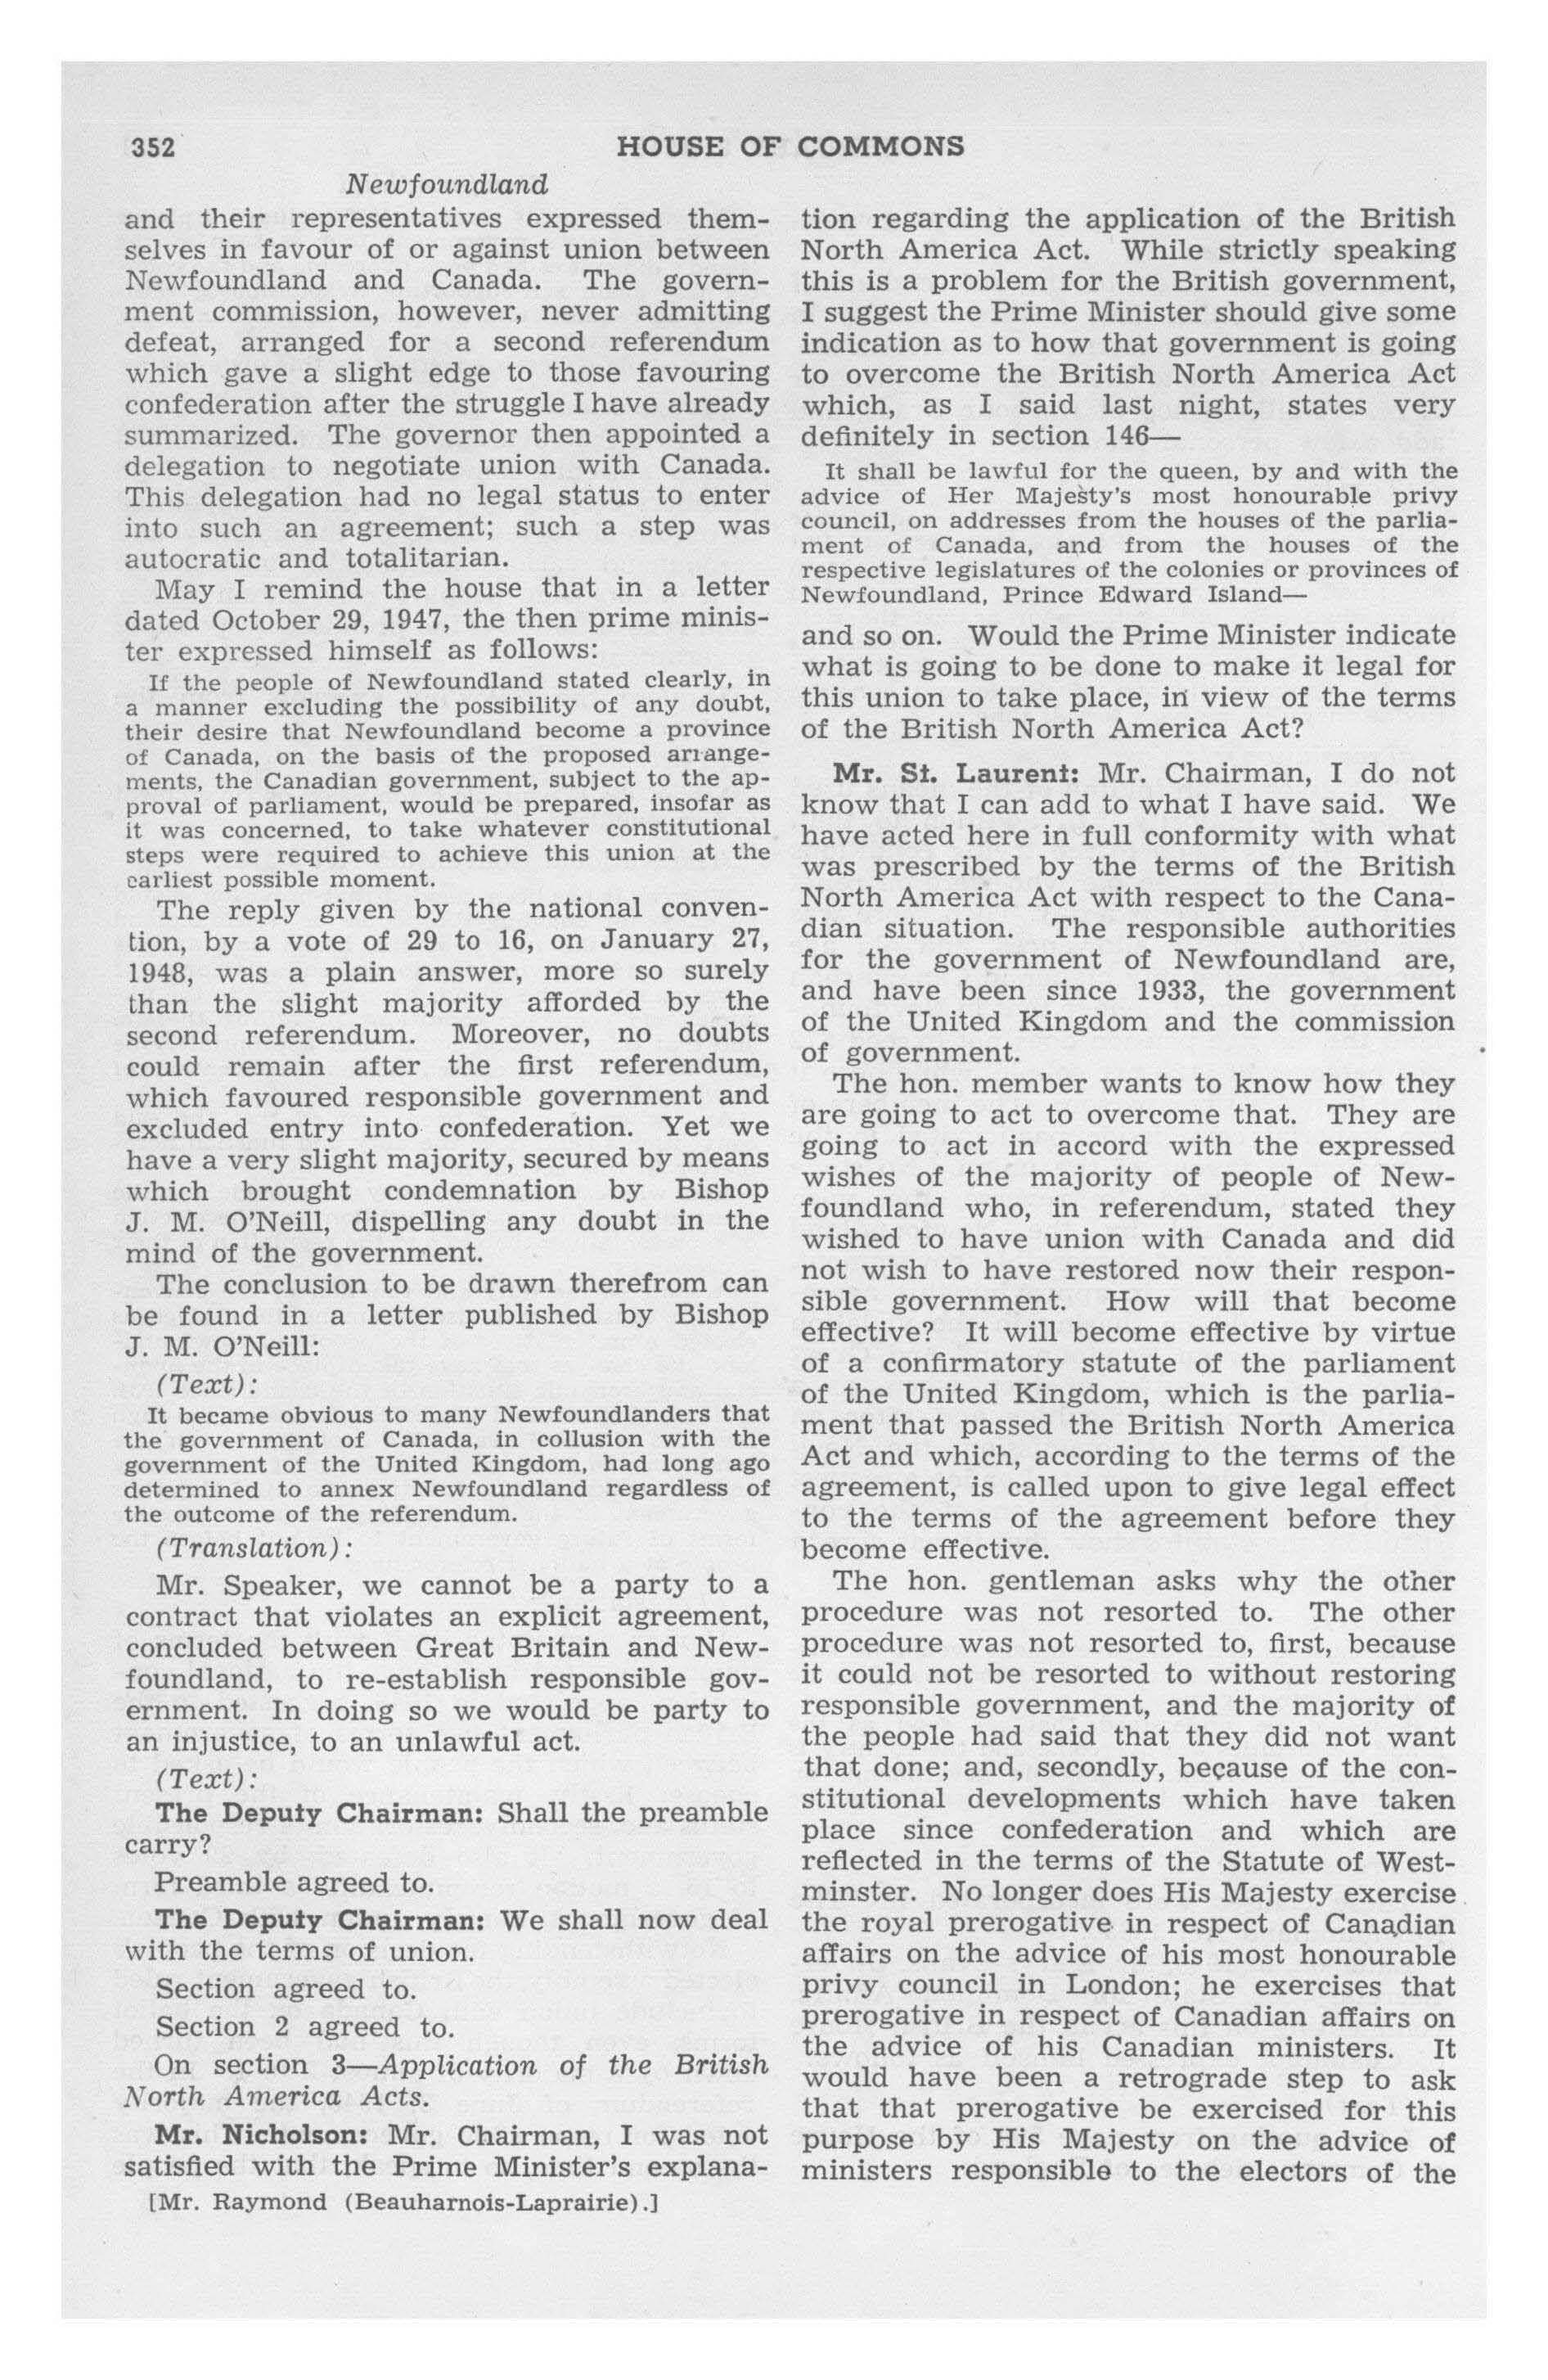 352
HOUSE OF COMMONS
Newfoundland
and their representatives expressed them-
selves in favour of or against union between
Newfoundland and Canada. The govern-
ment commission, however, never admitting
defeat, arranged for a second referendum
which gave a slight edge to those favouring
confederation after the struggle I have already
summarized. The governor then appointed a
delegation to negotiate union with Canada.
This delegation had no legal status to enter
into such an agreement; such a step was
autocratic and totalitarian.
May I remind the house that in a letter
dated October 29, 1947, the then prime minis-
ter expressed himself as follows:
If the people of Newfoundland stated clearly, in
a manner excluding the possibility of any doubt,
their desire that Newfoundland become a province
of Canada, on the basis of the proposed arrange-
ments, the Canadian government, subject to the ap-
proval of parliament, would be prepared, insofar as
it was concerned, to take whatever constitutional
steps were required to achieve this union at the
earliest possible moment.
The reply given by the national conven-
tion, by a vote of 29 to 16, on January 27,
1948, was a plain answer, more so surely
than the slight majority afforded by the
second referendum. Moreover, no doubts
could remain after the first referendum,
which favoured responsible government and
excluded entry into confederation. Yet we
have a very slight majority, secured by means
which brought condemnation by Bishop
J. M. O'Neill, dispelling any doubt in the
mind of the government.
The conclusion to be drawn therefrom can
be found in a letter published by Bishop
J. M. O'Neill:
(Text):
It became obvious to many Newfoundlanders that
the government of Canada, in collusion with the
government of the United Kingdom, had long ago
determined to annex Newfoundland regardless of
the outcome of the referendum.
(Translation):
Mr. Speaker, we cannot be a party to a
contract that violates an explicit agreement,
concluded between Great Britain and New-
foundland, to re-establish responsible gov-
ernment. In doing so we would be party to
an injustice, to an unlawful act.
(Text):
The Deputy Chairman: Shall the preamble
carry?
Preamble agreed to.
The Deputy Chairman: We shall now deal
with the terms of union.
Section agreed to.
Section 2 agreed to.
On section 3—Application of the British
North America Acts.
Mr. Nicholson: Mr. Chairman, I was not
satisfied with the Prime Minister's explana-
[Mr. Raymond (Beauharnois-Laprairie).]
tion regarding the application of the British
North America Act. While strictly speaking
this is a problem for the British government,
I suggest the Prime Minister should give some
indication as to how that government is going
to overcome the British North America Act
which, as I said last night, states very
definitely in section 146—
It shall be lawful for the queen, by and with the
advice of Her Majesty's most honourable privy
council, on addresses from the houses of the parlia-
ment of Canada, and from the houses of the
respective legislatures of the colonies or provinces of
Newfoundland, Prince Edward Island—
and so on. Would the Prime Minister indicate
what is going to be done to make it legal for
this union to take place, in view of the terms
of the British North America Act?
Mr. St. Laurent: Mr. Chairman, I do not
know that I can add to what I have said. We
have acted here in full conformity with what
was prescribed by the terms of the British
North America Act with respect to the Cana-
dian situation. The responsible authorities
for the government of Newfoundland are,
and have been since 1933, the government
of the United Kingdom and the commission
of government.
The hon. member wants to know how they
are going to act to overcome that. They are
going to act in accord with the expressed
wishes of the majority of people of New-
foundland who, in referendum, stated they
wished to have union with Canada and did
not wish to have restored now their respon-
sible government. How will that become
effective? It will become effective by virtue
of a confirmatory statute of the parliament
of the United Kingdom, which is the parlia-
ment that passed the British North America
Act and which, according to the terms of the
agreement, is called upon to give legal effect
to the terms of the agreement before they
become effective.
The hon. gentleman asks why the other
procedure was not resorted to. The other
procedure was not resorted to, first, because
it could not be resorted to without restoring
responsible government, and the majority of
the people had said that they did not want
that done; and, secondly, because of the con-
stitutional developments which have taken
place since confederation and which are
reflected in the terms of the Statute of West-
minster. No longer does His Majesty exercise
the royal prerogative in respect of Canadian
affairs on the advice of his most honourable
privy council in London; he exercises that
prerogative in respect of Canadian affairs on
the advice of his Canadian ministers. It
would have been a retrograde step to ask
that that prerogative be exercised for this
purpose by His Majesty on the advice of
ministers responsible to the electors of the